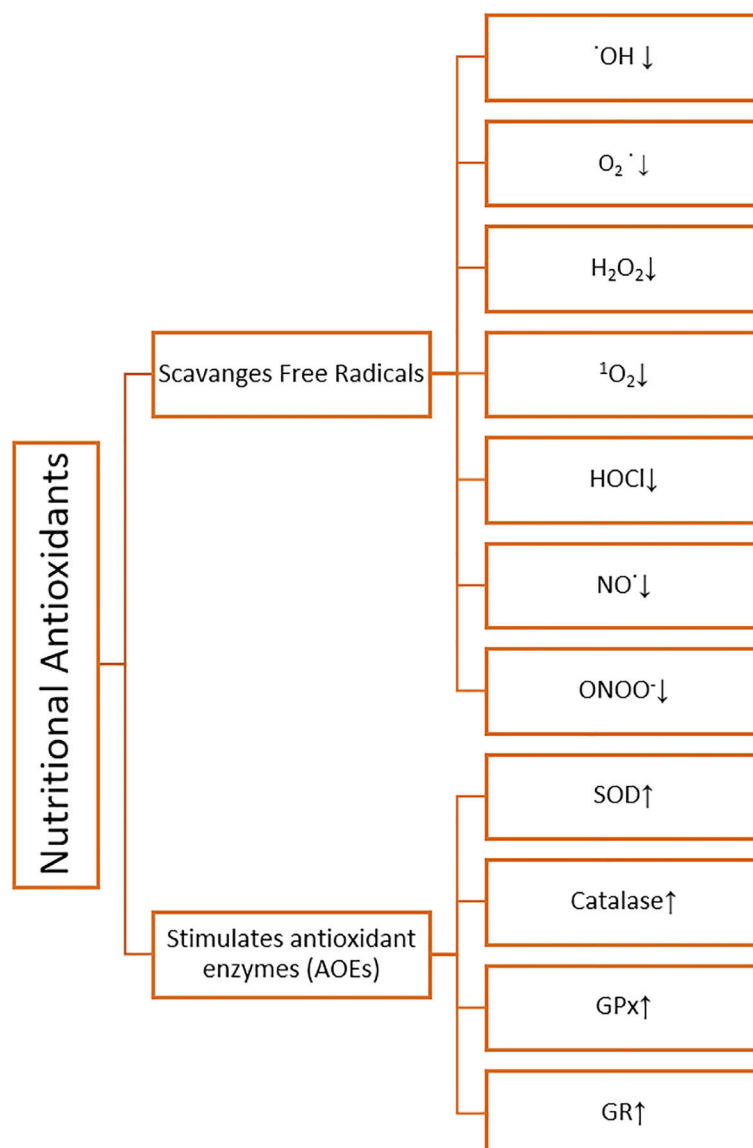 Nutritional Antioxidants
Scavanges Free Radicals
˙OH ↓
O₂ ˙↓
H₂O₂↓
¹O₂↓
HOCl↓
NO˙↓
ONOO⁻↓
Stimulates antioxidant
enzymes (AOEs)
SOD↑
Catalase↑
GPx↑
GR↑